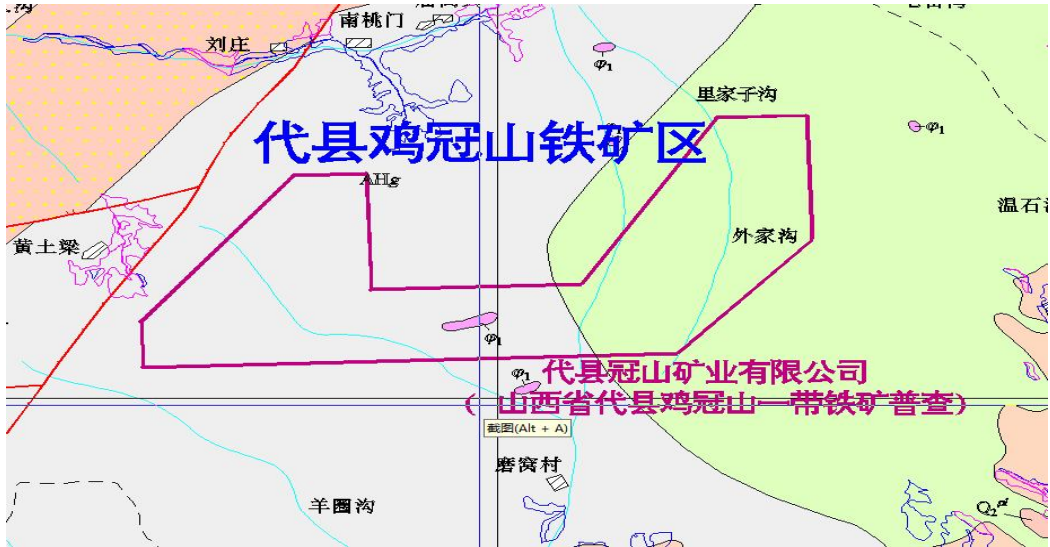 南桃门
刘庄
φ₁
里家子沟
φ₁
代县鸡冠山铁矿区
AHg
温石
外家沟
黄土梁
φ₁
φ₁
代县冠山矿业有限公司
( 山西省代县鸡冠山一带铁矿普查)
截图(Alt + A)
磨窝村
羊圈沟
Q₂ᵖˡ